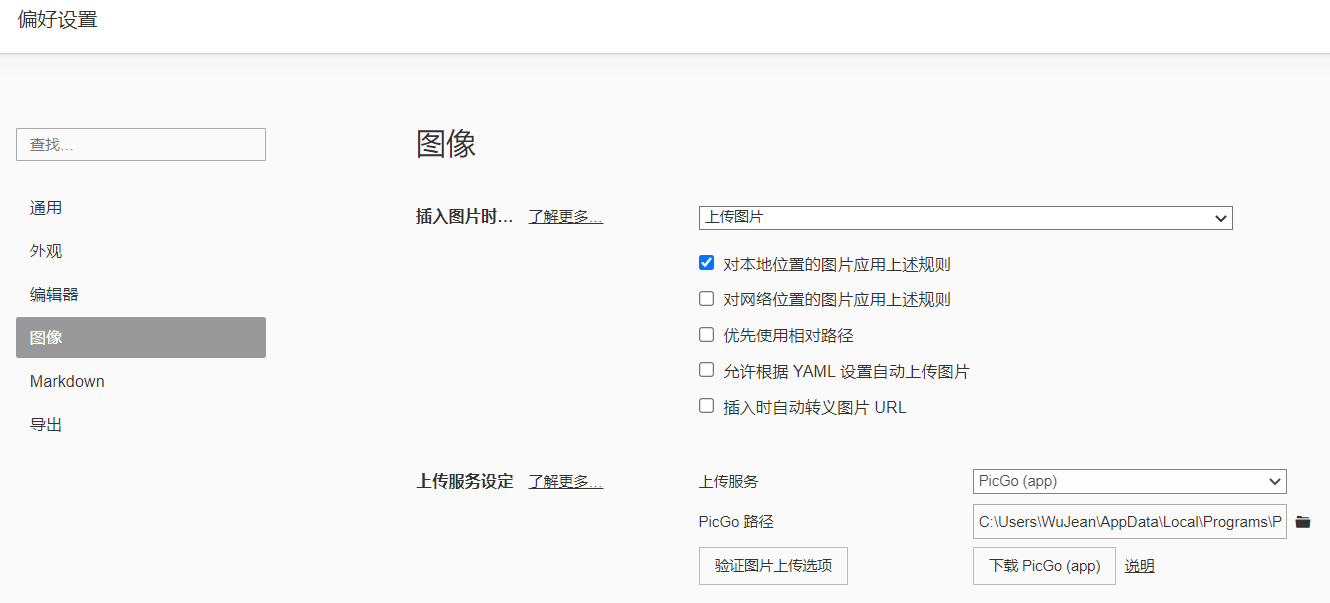 偏好设置
查找...
通用
外观
编辑器
图像
Markdown
导出
图像
插入图片时... 了解更多...
上传图片
对本地位置的图片应用上述规则
对网络位置的图片应用上述规则
优先使用相对路径
允许根据 YAML 设置自动上传图片
插入时自动转义图片 URL
上传服务设定 了解更多...
上传服务 PicGo (app)
PicGo 路径 C:\Users\WuJean\AppData\Local\Programs\P
验证图片上传选项 下载 PicGo (app) 说明